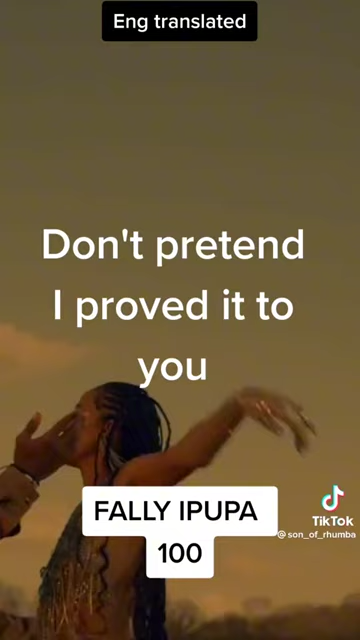 Eng translated
Don't pretend
I proved it to
you
FALLY IPUPA
100
TikTok
@son_of_rhumba